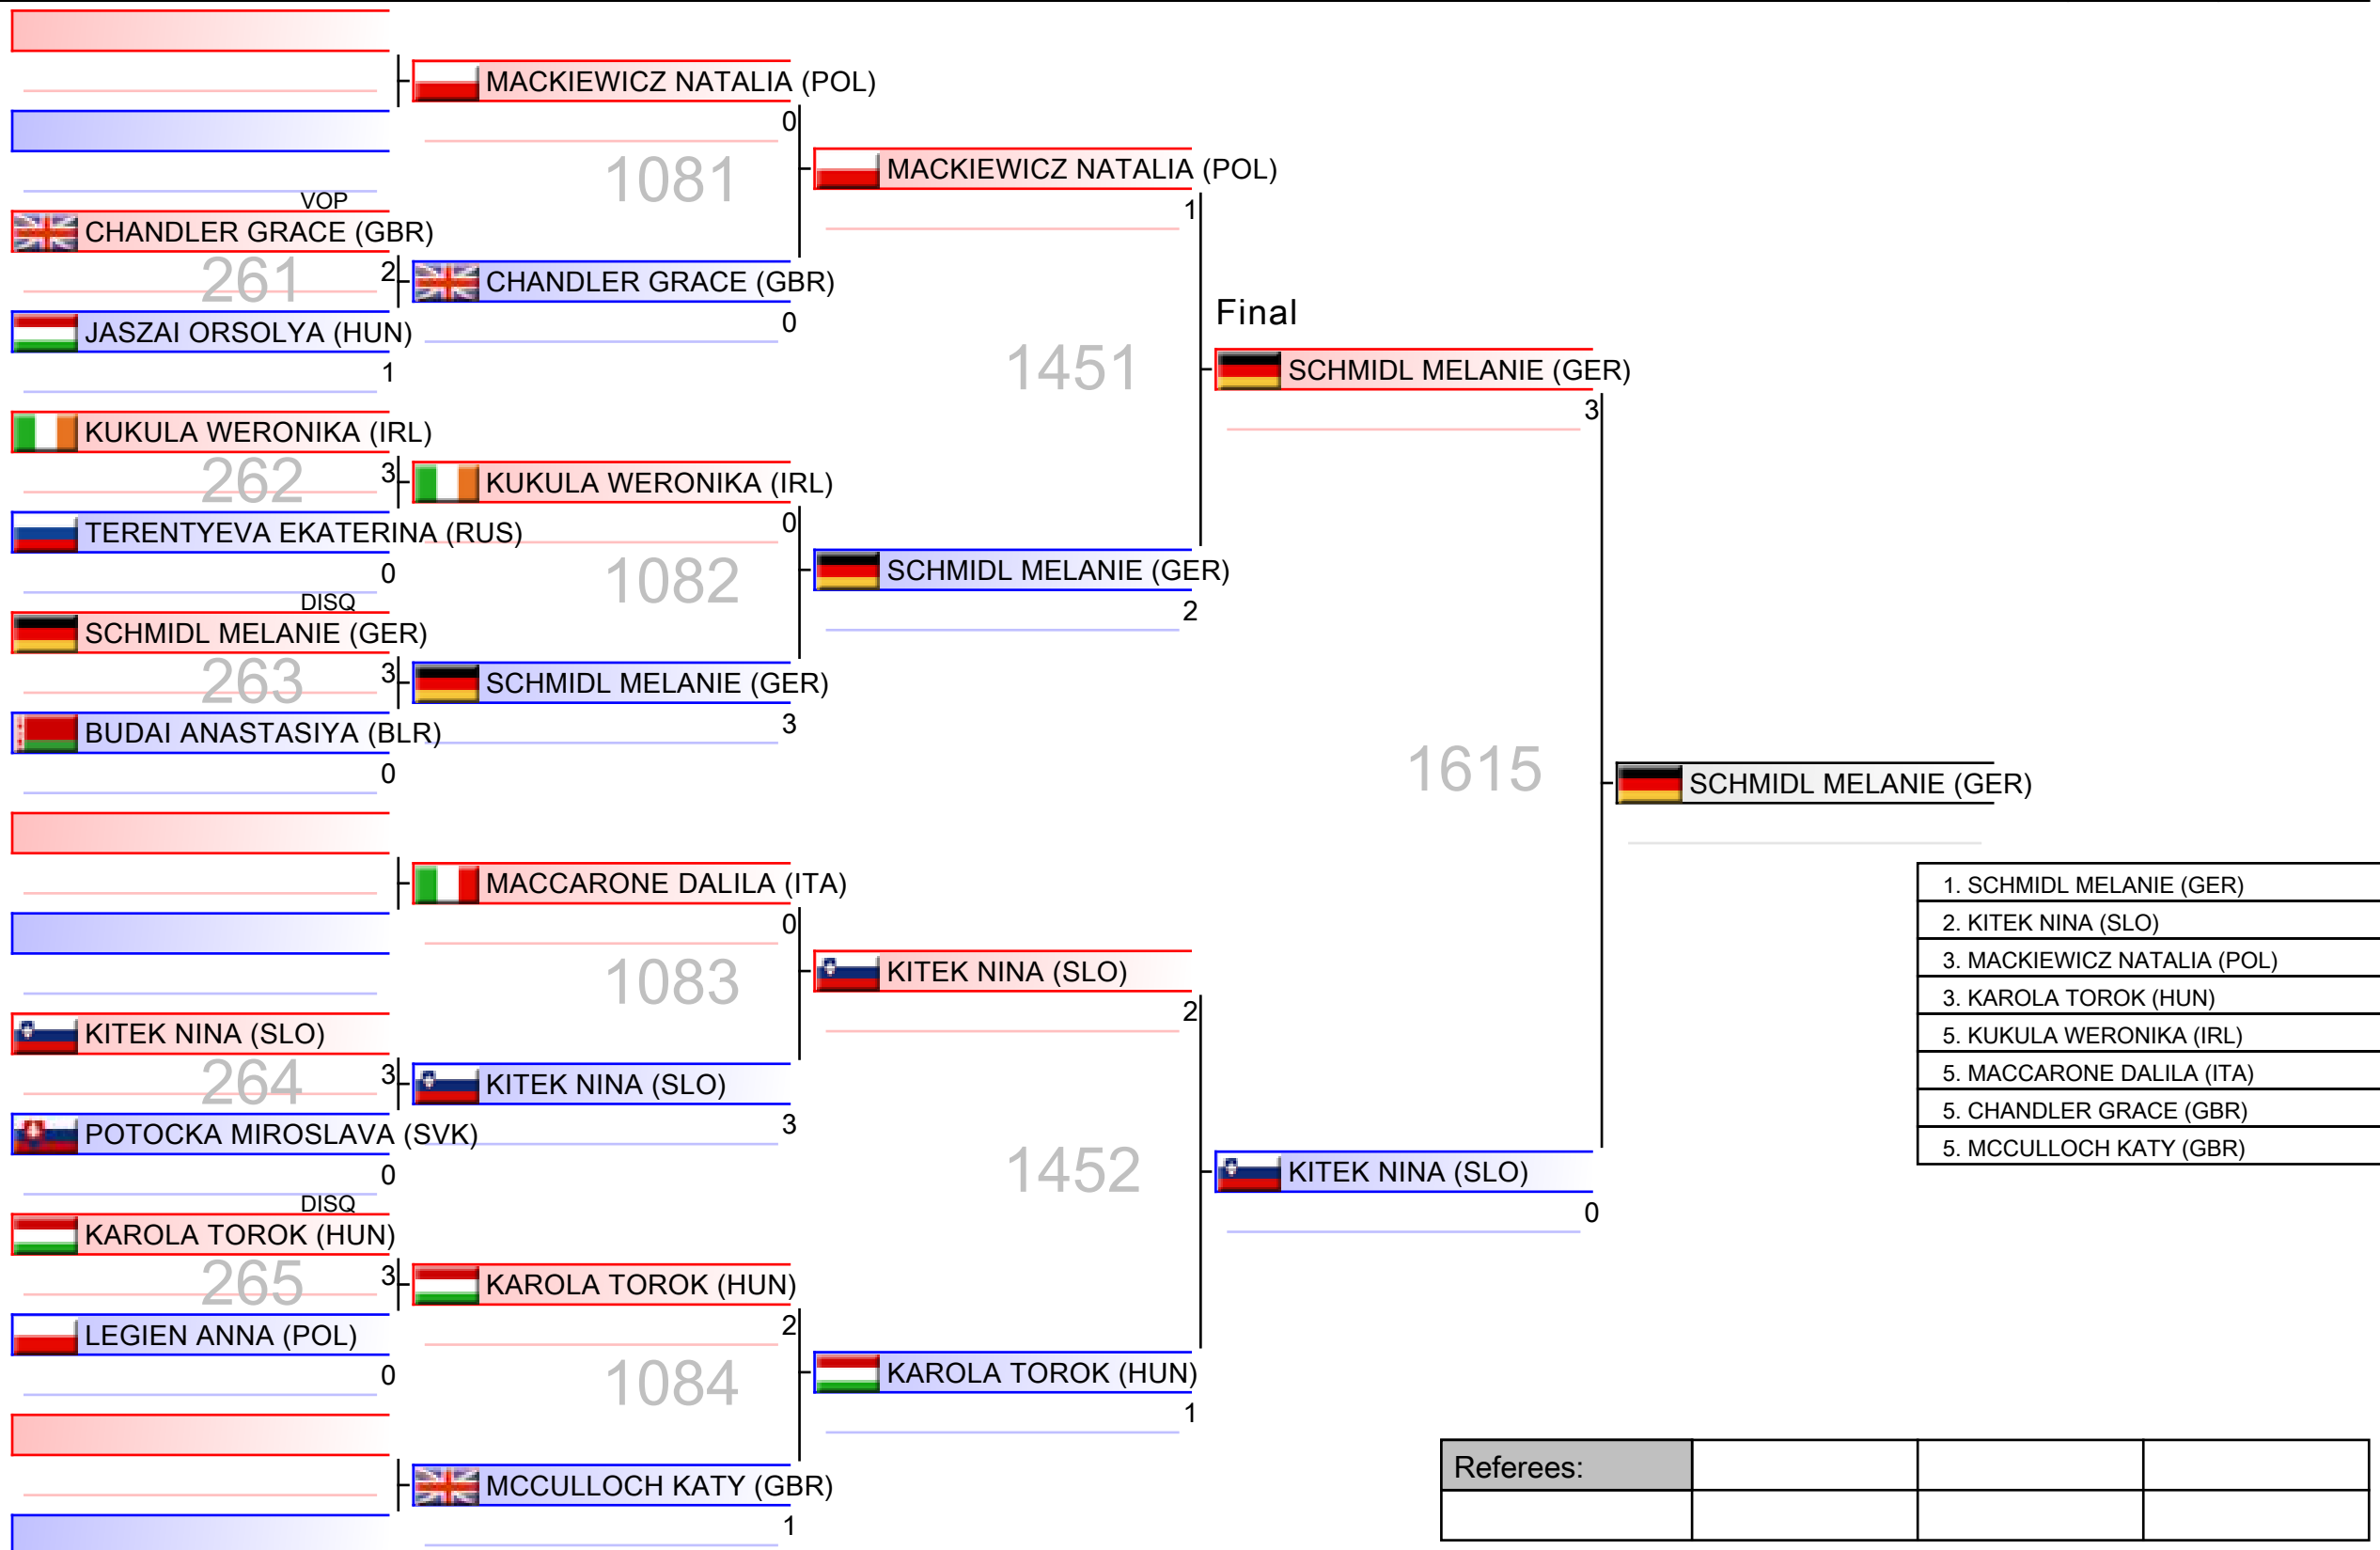 MACKIEWICZ NATALIA (POL)
0
1081
MACKIEWICZ NATALIA (POL)
1
VOP
CHANDLER GRACE (GBR)
261
2
CHANDLER GRACE (GBR)
0
JASZAI ORSOLYA (HUN)
1
1451
Final
SCHMIDL MELANIE (GER)
3
KUKULA WERONIKA (IRL)
262
3
KUKULA WERONIKA (IRL)
0
TERENTYEVA EKATERINA (RUS)
0
1082
SCHMIDL MELANIE (GER)
2
DISQ
SCHMIDL MELANIE (GER)
263
3
SCHMIDL MELANIE (GER)
3
BUDAI ANASTASIYA (BLR)
0
1615
SCHMIDL MELANIE (GER)
MACCARONE DALILA (ITA)
0
1083
KITEK NINA (SLO)
2
KITEK NINA (SLO)
264
3
KITEK NINA (SLO)
3
POTOCKA MIROSLAVA (SVK)
0
1452
KITEK NINA (SLO)
0
DISQ
KAROLA TOROK (HUN)
265
3
KAROLA TOROK (HUN)
2
LEGIEN ANNA (POL)
0
1084
KAROLA TOROK (HUN)
1
MCCULLOCH KATY (GBR)
1
1. SCHMIDL MELANIE (GER)
2. KITEK NINA (SLO)
3. MACKIEWICZ NATALIA (POL)
3. KAROLA TOROK (HUN)
5. KUKULA WERONIKA (IRL)
5. MACCARONE DALILA (ITA)
5. CHANDLER GRACE (GBR)
5. MCCULLOCH KATY (GBR)
Referees: